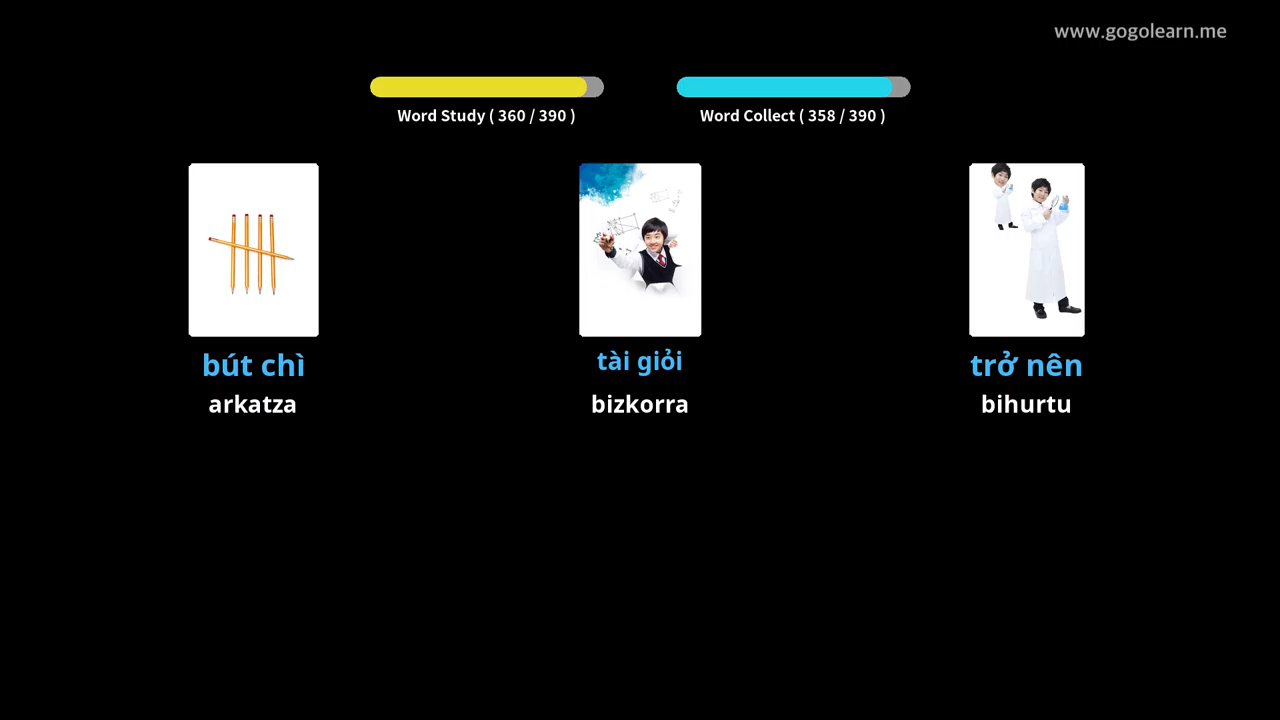 www.gogolearn.me
Word Study ( 360 / 390 )
Word Collect ( 358 / 390 )
bút chì
tài giỏi
trở nên
arkatza
bizkorra
bihurtu